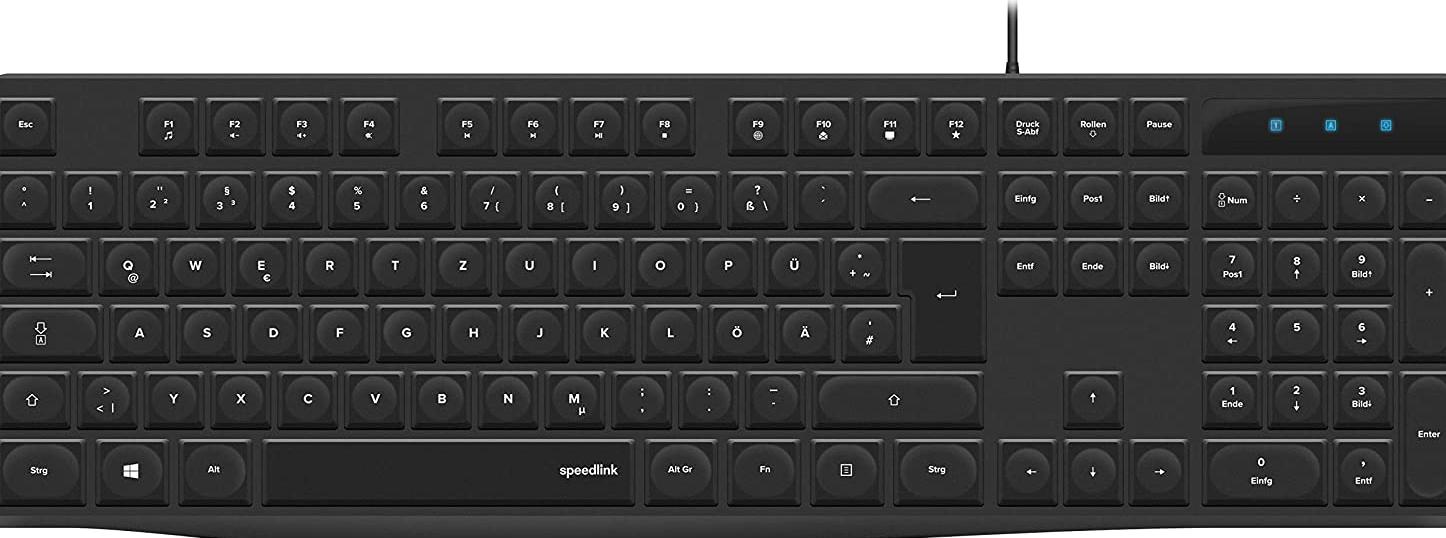 Esc F1 F2 F3 F4 F5 F6 F7 F8 F9 F10 F11 F12 Druck Rollen Pause 1 A
S-Abf
° ! " § $ % & / ( ) = ? ` ← Einfg Pos1 Bild↑ 1 Num ÷ × −
^ 1 2 ² 3 ³ 4 5 6 7 { 8 [ 9 ] 0 } ß \ ´
Q W E R T Z U I O P Ü * Entf Ende Bild↓ 7 8 9 +
@ € + ~ Pos1 ↑ Bild↑
A S D F G H J K L Ö Ä ' 4 5 6
A # ← →
⇧ > Y X C V B N M ; : _ ⇧ ↑ 1 2 3
< | µ , . - Ende ↓ Bild↓
Enter
Strg Alt speedlink Alt Gr Fn Strg ← ↓ → 0 ,
Einfg Entf